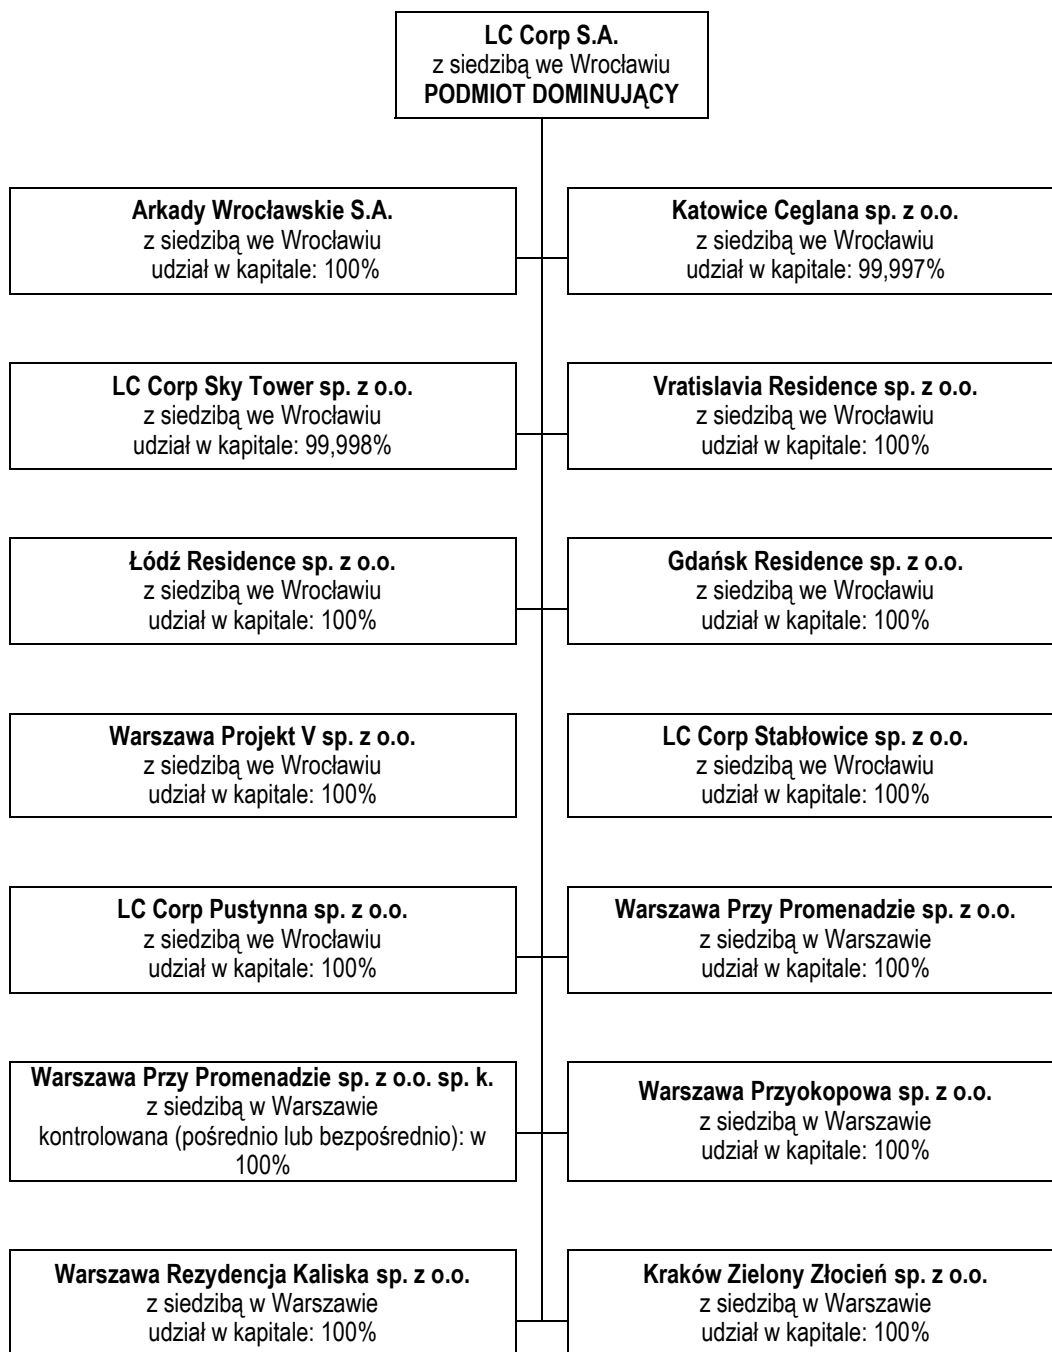 LC Corp S.A.
z siedzibą we Wrocławiu
PODMIOT DOMINUJĄCY
Arkady Wrocławskie S.A.
z siedzibą we Wrocławiu
udział w kapitale: 100%
Katowice Ceglana sp. z o.o.
z siedzibą we Wrocławiu
udział w kapitale: 99,997%
LC Corp Sky Tower sp. z o.o.
z siedzibą we Wrocławiu
udział w kapitale: 99,998%
Vratislavia Residence sp. z o.o.
z siedzibą we Wrocławiu
udział w kapitale: 100%
Łódź Residence sp. z o.o.
z siedzibą we Wrocławiu
udział w kapitale: 100%
Gdańsk Residence sp. z o.o.
z siedzibą we Wrocławiu
udział w kapitale: 100%
Warszawa Projekt V sp. z o.o.
z siedzibą we Wrocławiu
udział w kapitale: 100%
LC Corp Stabłowice sp. z o.o.
z siedzibą we Wrocławiu
udział w kapitale: 100%
LC Corp Pustynna sp. z o.o.
z siedzibą we Wrocławiu
udział w kapitale: 100%
Warszawa Przy Promenadzie sp. z o.o.
z siedzibą w Warszawie
udział w kapitale: 100%
Warszawa Przy Promenadzie sp. z o.o. sp. k.
z siedzibą w Warszawie
kontrolowana (pośrednio lub bezpośrednio): w
100%
Warszawa Przyokopowa sp. z o.o.
z siedzibą w Warszawie
udział w kapitale: 100%
Warszawa Rezydencja Kaliska sp. z o.o.
z siedzibą w Warszawie
udział w kapitale: 100%
Kraków Zielony Złocień sp. z o.o.
z siedzibą w Warszawie
udział w kapitale: 100%